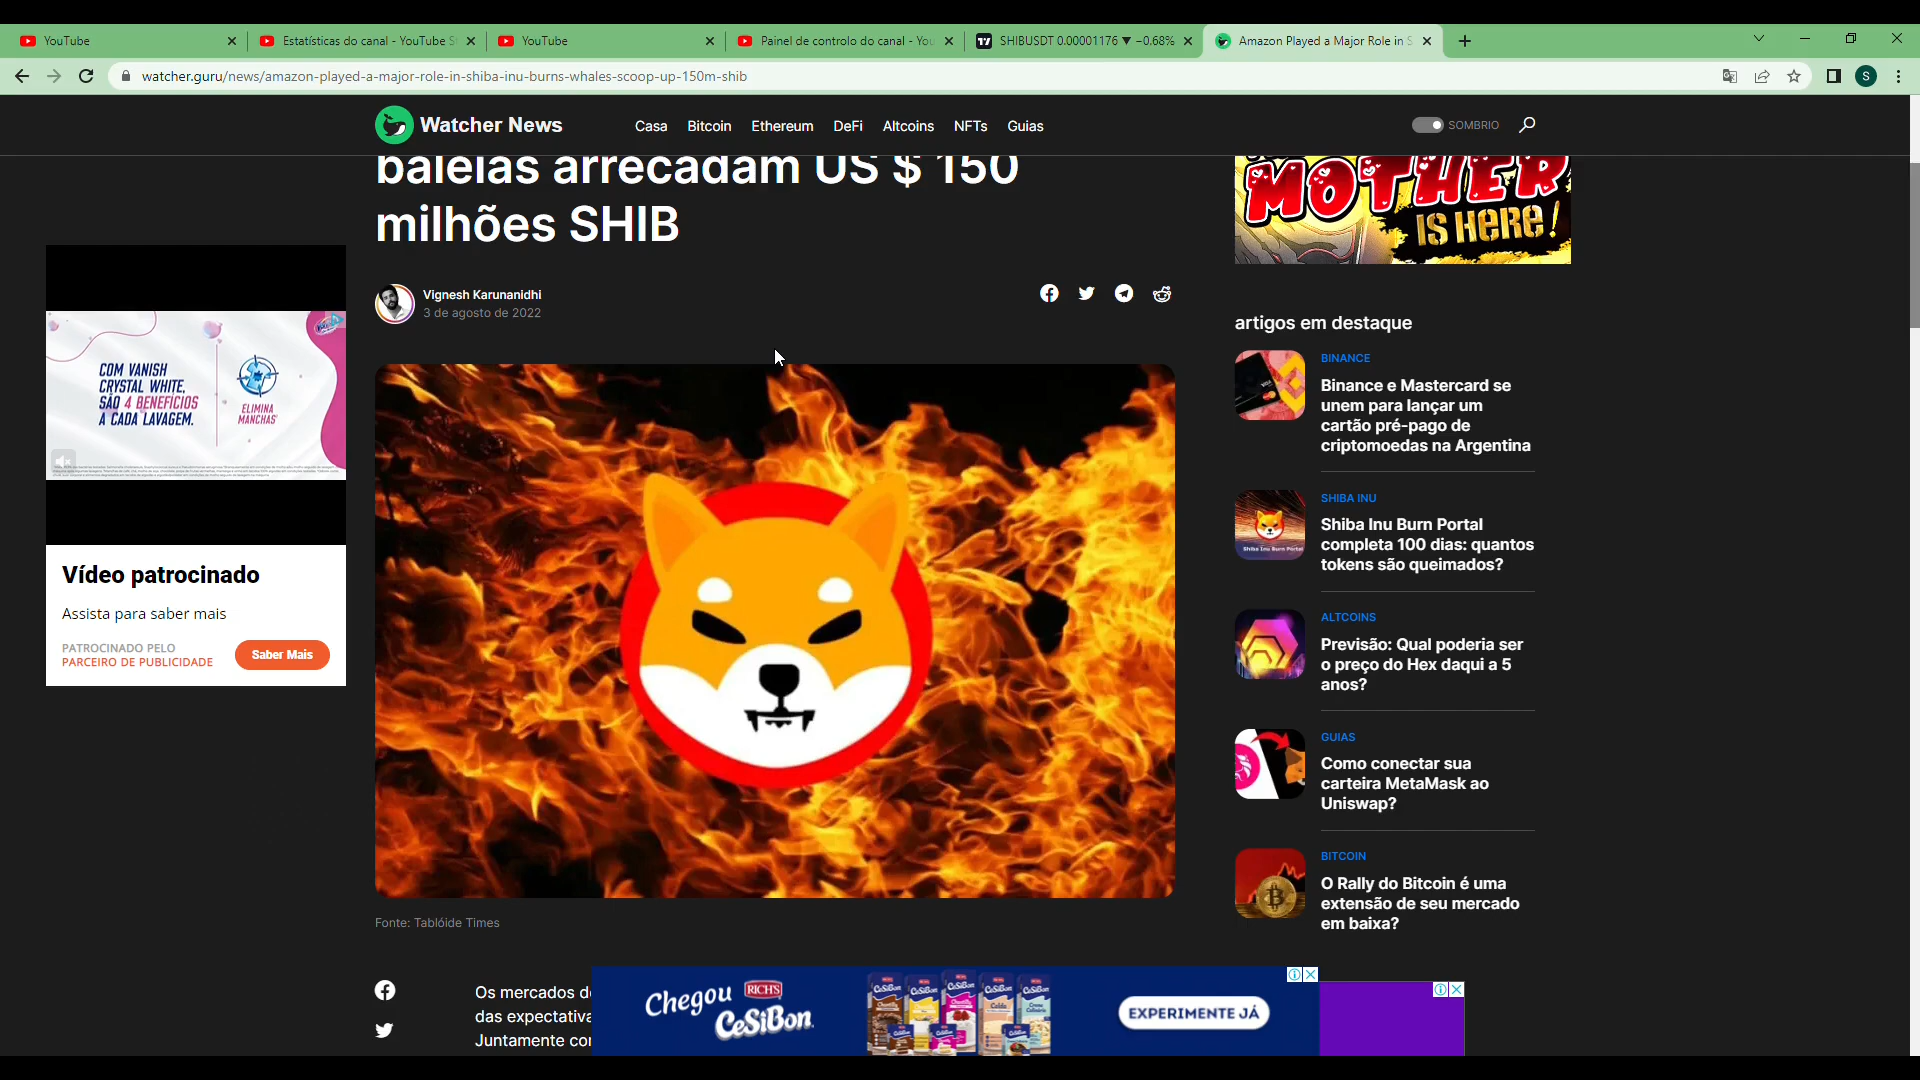 YouTube
Estatísticas do canal - YouTube S
YouTube
Painel de controlo do canal - You
SHIBUSDT 0.00001176 ▼ −0.68%
Amazon Played a Major Role in S
watcher.guru/news/amazon-played-a-major-role-in-shiba-inu-burns-whales-scoop-up-150m-shib
S
Watcher News
Casa
Bitcoin
Ethereum
DeFi
Altcoins
NFTs
Guias
SOMBRIO
baleias arrecadam US $ 150
milhões SHIB
Vignesh Karunanidhi
3 de agosto de 2022
MOTHER
IS HERE!
COM VANISH
CRYSTAL WHITE,
SÃO 4 BENEFÍCIOS
A CADA LAVAGEM.
ELIMINA
MANCHAS
Vídeo patrocinado
Assista para saber mais
PATROCINADO PELO
PARCEIRO DE PUBLICIDADE
Saber Mais
Fonte: Tablóide Times
artigos em destaque
BINANCE
Binance e Mastercard se
unem para lançar um
cartão pré-pago de
criptomoedas na Argentina
SHIBA INU
Shiba Inu Burn Portal
completa 100 dias: quantos
tokens são queimados?
Shiba Inu Burn Portal
ALTCOINS
Previsão: Qual poderia ser
o preço do Hex daqui a 5
anos?
GUIAS
Como conectar sua
carteira MetaMask ao
Uniswap?
BITCOIN
O Rally do Bitcoin é uma
extensão de seu mercado
em baixa?
Os mercados d
das expectativa
Juntamente cor
Chegou
RICH'S
CeSiBon
EXPERIMENTE JÁ